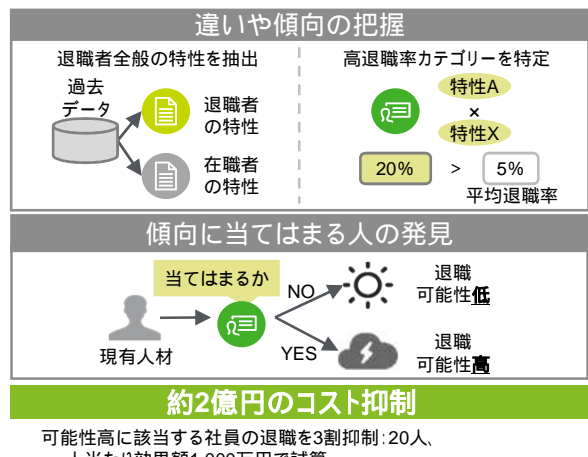 違いや傾向の把握
退職者全般の特性を抽出
過去
データ
退職者
の特性
在職者
の特性
高退職率カテゴリーを特定
特性A
×
特性X
20% > 5%
平均退職率
傾向に当てはまる人の発見
当てはまるか
現有人材
NO
退職
可能性低
YES
退職
可能性高
約2億円のコスト抑制
可能性高に該当する社員の退職を3割抑制:20人、